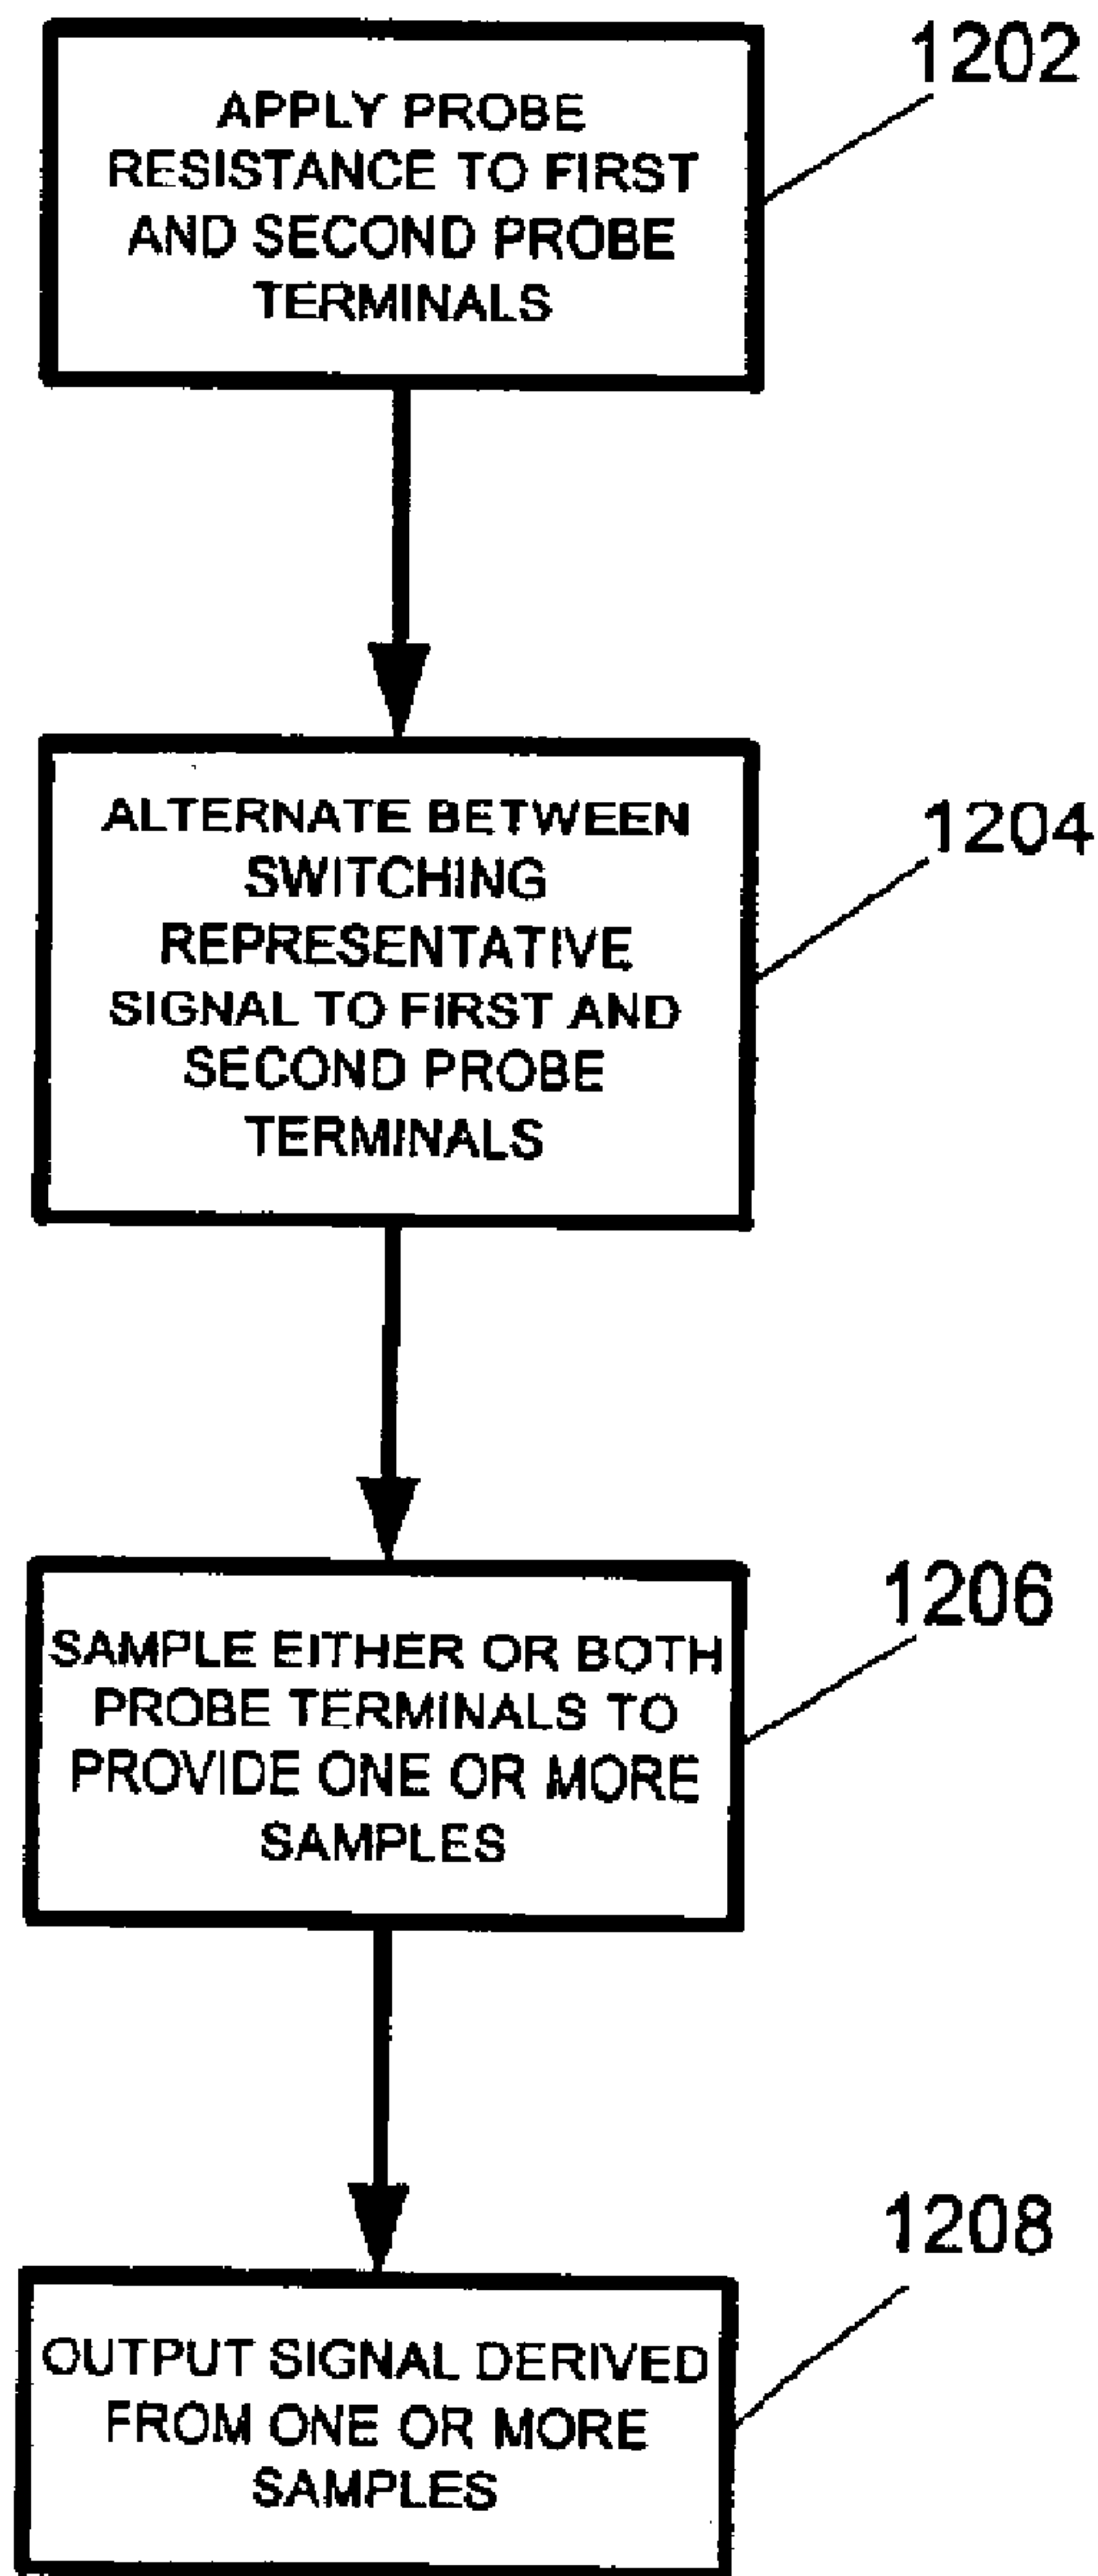 1202
APPLY PROBE
RESISTANCE TO FIRST
AND SECOND PROBE
TERMINALS
1204
ALTERNATE BETWEEN
SWITCHING
REPRESENTATIVE
SIGNAL TO FIRST AND
SECOND PROBE
TERMINALS
1206
SAMPLE EITHER OR BOTH
PROBE TERMINALS TO
PROVIDE ONE OR MORE
SAMPLES
1208
OUTPUT SIGNAL DERIVED
FROM ONE OR MORE
SAMPLES